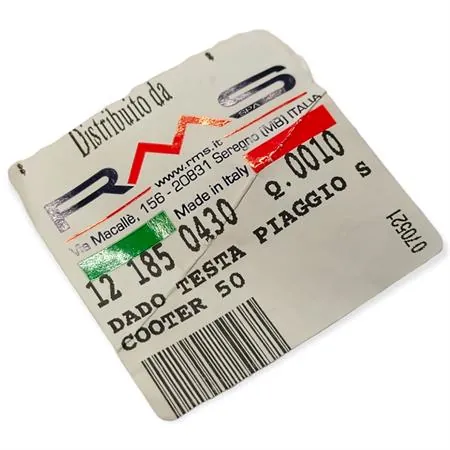 Distribuito da
RMS
SPA
www.rms.it
Via Macallè, 156 - 20831 Seregno (MB) ITALIA
Made in Italy
12 185 0430 Q.0010
DADO TESTA PIAGGIO S
COOTER 50
070521